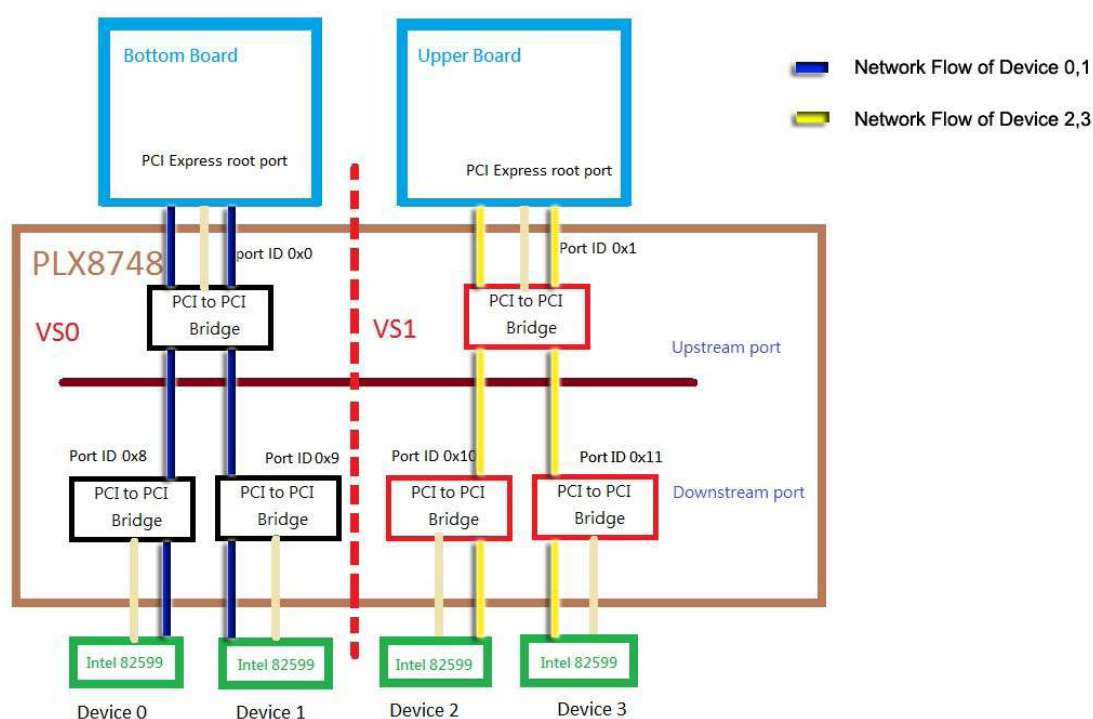 Bottom Board
Upper Board
Network Flow of Device 0,1
Network Flow of Device 2,3
PCI Express root port
PCI Express root port
PLX8748
port ID 0x0
Port ID 0x1
PCI to PCI
Bridge
PCI to PCI
Bridge
VS0
VS1
Upstream port
Port ID 0x8
Port ID 0x9
Port ID 0x10
Port ID 0x11
PCI to PCI
Bridge
PCI to PCI
Bridge
PCI to PCI
Bridge
PCI to PCI
Bridge
Downstream port
Intel 82599
Intel 82599
Intel 82599
Intel 82599
Device 0
Device 1
Device 2
Device 3